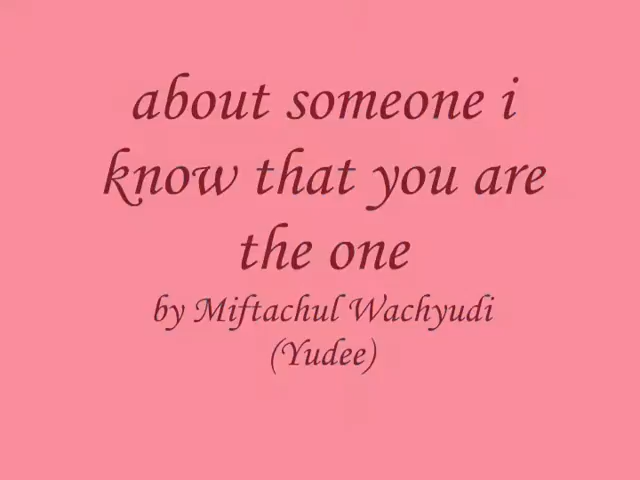 about someone i
know that you are
the one
by Miftachul Wachyudi
(Yudee)